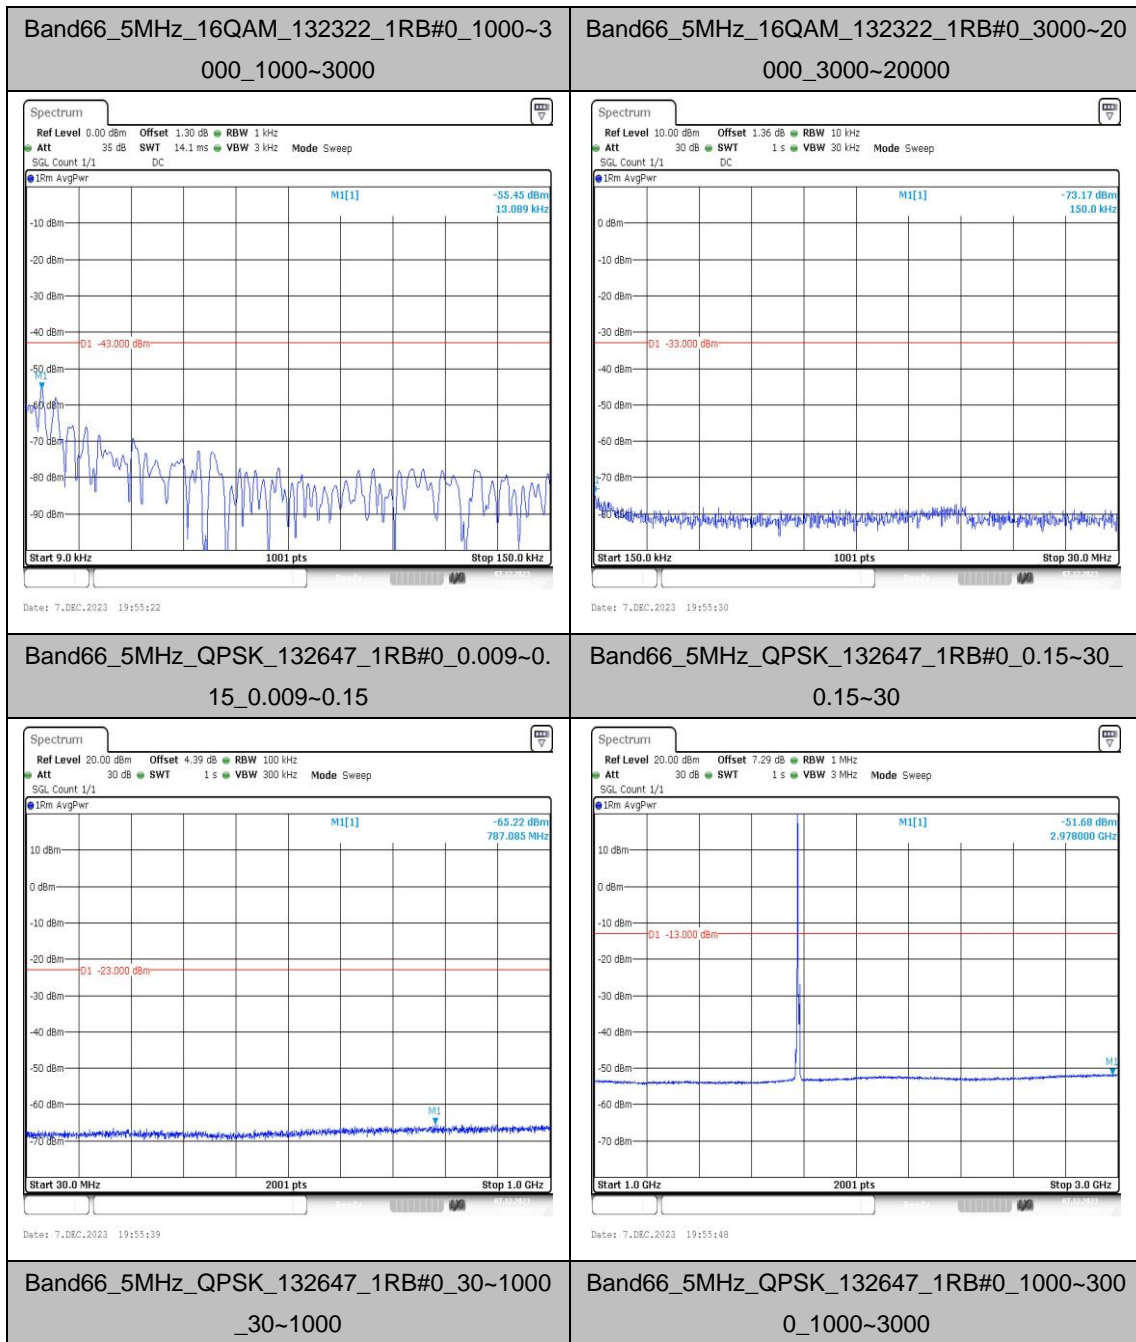 Band66_5MHz_16QAM_132322_1RB#0_1000~3
000_1000~3000
Band66_5MHz_16QAM_132322_1RB#0_3000~20
000_3000~20000
Spectrum
Ref Level 0.00 dBm Offset 1.30 dB RBW 1 kHz
Att 35 dB SWT 14.1 ms VBW 3 kHz Mode Sweep
SGL Count 1/1 DC
1Rm AvgPwr
M1[1] -55.45 dBm
13.089 kHz
-10 dBm
-20 dBm
-30 dBm
-40 dBm
D1 -43.000 dBm
-50 dBm
M1
-60 dBm
-70 dBm
-80 dBm
-90 dBm
Start 9.0 kHz 1001 pts Stop 150.0 kHz
Date: 7.DEC.2023 19:55:22
Spectrum
Ref Level 10.00 dBm Offset 1.36 dB RBW 10 kHz
Att 30 dB SWT 1 s VBW 30 kHz Mode Sweep
SGL Count 1/1 DC
1Rm AvgPwr
M1[1] -73.17 dBm
150.0 kHz
0 dBm
-10 dBm
-20 dBm
-30 dBm
D1 -33.000 dBm
-40 dBm
-50 dBm
-60 dBm
-70 dBm
-80 dBm
Start 150.0 kHz 1001 pts Stop 30.0 MHz
Date: 7.DEC.2023 19:55:30
Band66_5MHz_QPSK_132647_1RB#0_0.009~0.
15_0.009~0.15
Band66_5MHz_QPSK_132647_1RB#0_0.15~30_
0.15~30
Spectrum
Ref Level 20.00 dBm Offset 4.39 dB RBW 100 kHz
Att 30 dB SWT 1 s VBW 300 kHz Mode Sweep
SGL Count 1/1
1Rm AvgPwr
M1[1] -65.22 dBm
787.085 MHz
10 dBm
0 dBm
-10 dBm
-20 dBm
D1 -23.000 dBm
-30 dBm
-40 dBm
-50 dBm
-60 dBm
M1
-70 dBm
Start 30.0 MHz 2001 pts Stop 1.0 GHz
Date: 7.DEC.2023 19:55:39
Spectrum
Ref Level 20.00 dBm Offset 7.29 dB RBW 1 MHz
Att 30 dB SWT 1 s VBW 3 MHz Mode Sweep
SGL Count 1/1
1Rm AvgPwr
M1[1] -51.68 dBm
2.978000 GHz
10 dBm
0 dBm
-10 dBm
D1 -13.000 dBm
-20 dBm
-30 dBm
-40 dBm
-50 dBm
M1
-60 dBm
-70 dBm
Start 1.0 GHz 2001 pts Stop 3.0 GHz
Date: 7.DEC.2023 19:55:48
Band66_5MHz_QPSK_132647_1RB#0_30~1000
_30~1000
Band66_5MHz_QPSK_132647_1RB#0_1000~300
0_1000~3000